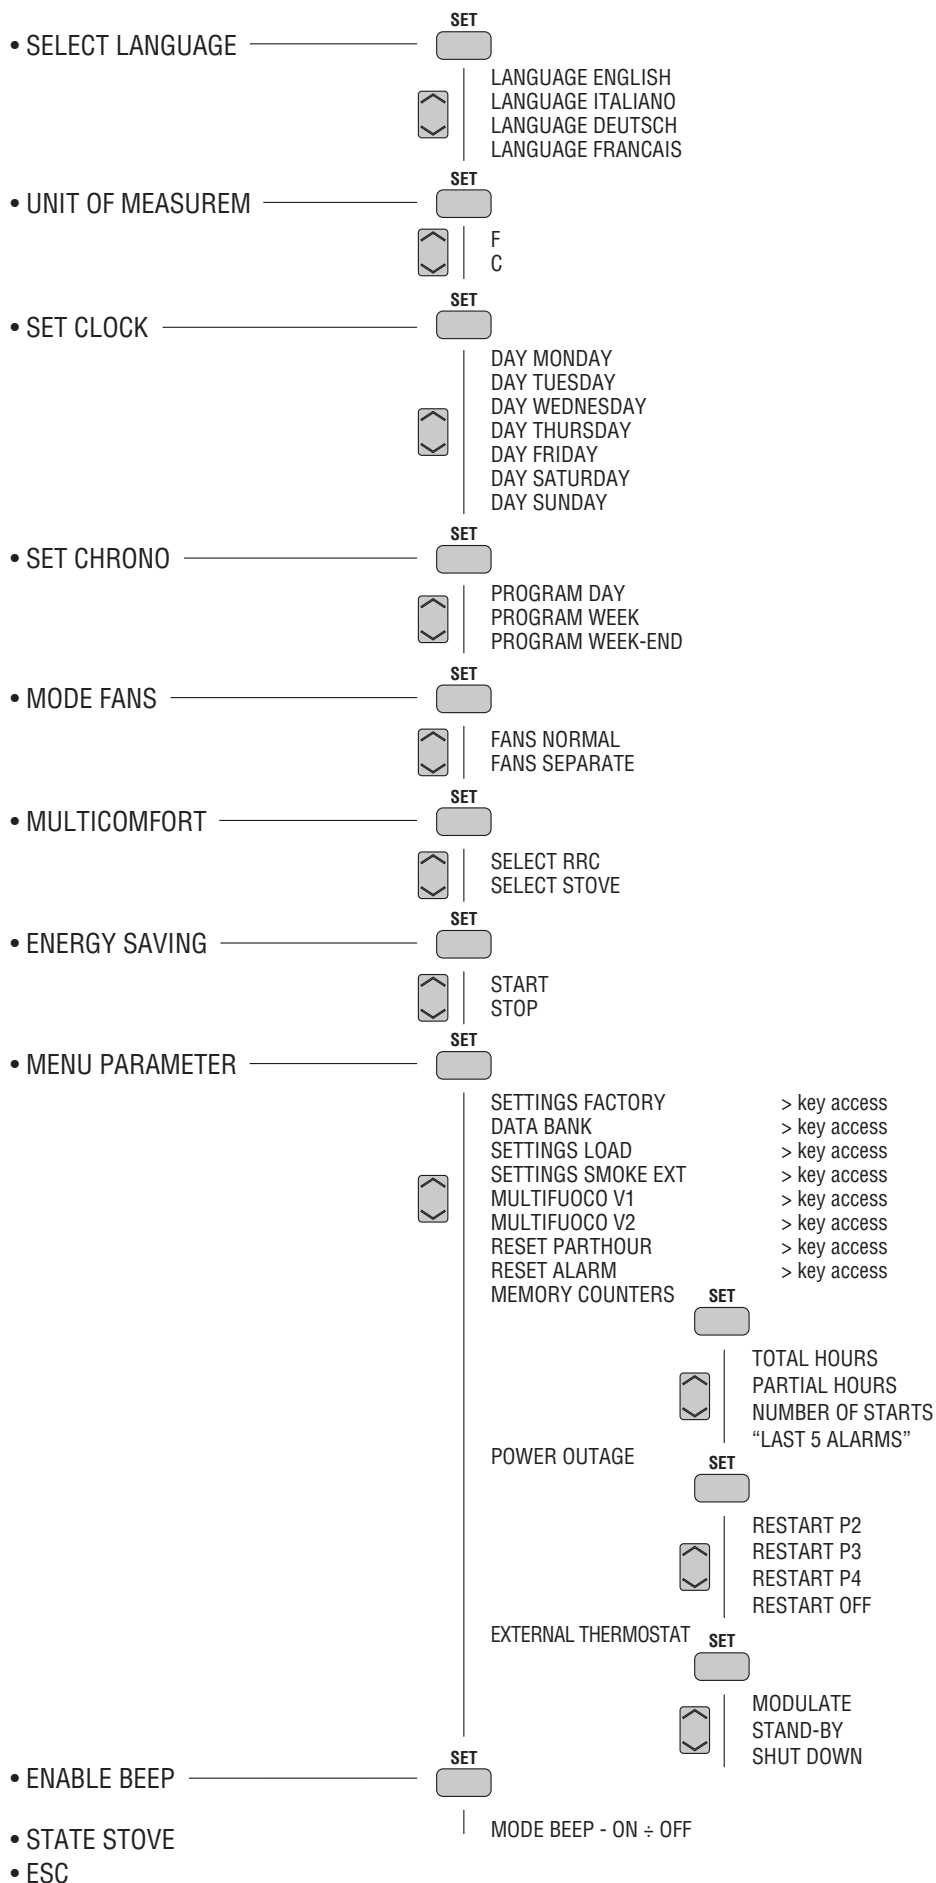 SET
• SELECT LANGUAGE
LANGUAGE ENGLISH
LANGUAGE ITALIANO
LANGUAGE DEUTSCH
LANGUAGE FRANCAIS
SET
• UNIT OF MEASUREM
F
C
SET
• SET CLOCK
DAY MONDAY
DAY TUESDAY
DAY WEDNESDAY
DAY THURSDAY
DAY FRIDAY
DAY SATURDAY
DAY SUNDAY
SET
• SET CHRONO
PROGRAM DAY
PROGRAM WEEK
PROGRAM WEEK-END
SET
• MODE FANS
FANS NORMAL
FANS SEPARATE
SET
• MULTICOMFORT
SELECT RRC
SELECT STOVE
SET
• ENERGY SAVING
START
STOP
SET
• MENU PARAMETER
SETTINGS FACTORY > key access
DATA BANK > key access
SETTINGS LOAD > key access
SETTINGS SMOKE EXT > key access
MULTIFUOCO V1 > key access
MULTIFUOCO V2 > key access
RESET PARTHOUR > key access
RESET ALARM > key access
MEMORY COUNTERS SET
TOTAL HOURS
PARTIAL HOURS
NUMBER OF STARTS
“LAST 5 ALARMS”
POWER OUTAGE SET
RESTART P2
RESTART P3
RESTART P4
RESTART OFF
EXTERNAL THERMOSTAT SET
MODULATE
STAND-BY
SHUT DOWN
SET
• ENABLE BEEP
MODE BEEP - ON ÷ OFF
• STATE STOVE
• ESC